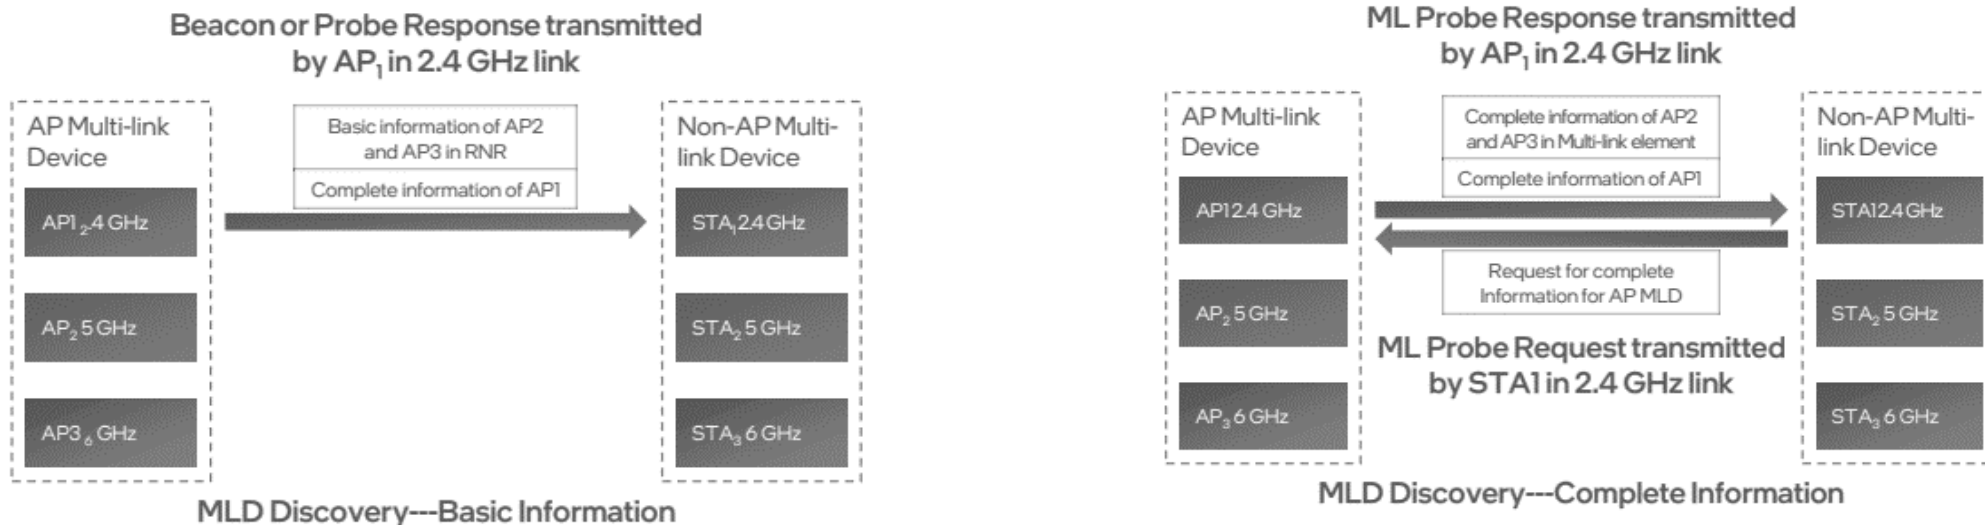 Beacon or Probe Response transmitted
by AP₁ in 2.4 GHz link
AP Multi-link
Device
Basic information of AP2
and AP3 in RNR
Complete information of AP1
Non-AP Multi-
link Device
AP1 ₂.4 GHz
STA₁ 2.4 GHz
AP₂ 5 GHz
STA₂ 5 GHz
AP3 ₆ GHz
STA₃ 6 GHz
MLD Discovery---Basic Information
ML Probe Response transmitted
by AP₁ in 2.4 GHz link
AP Multi-link
Device
Complete information of AP2
and AP3 in Multi-link element
Complete information of AP1
Non-AP Multi-
link Device
AP12.4 GHz
STA12.4 GHz
Request for complete
Information for AP MLD
AP₂ 5 GHz
STA₂ 5 GHz
ML Probe Request transmitted
by STA1 in 2.4 GHz link
AP₃ 6 GHz
STA₃ 6 GHz
MLD Discovery---Complete Information